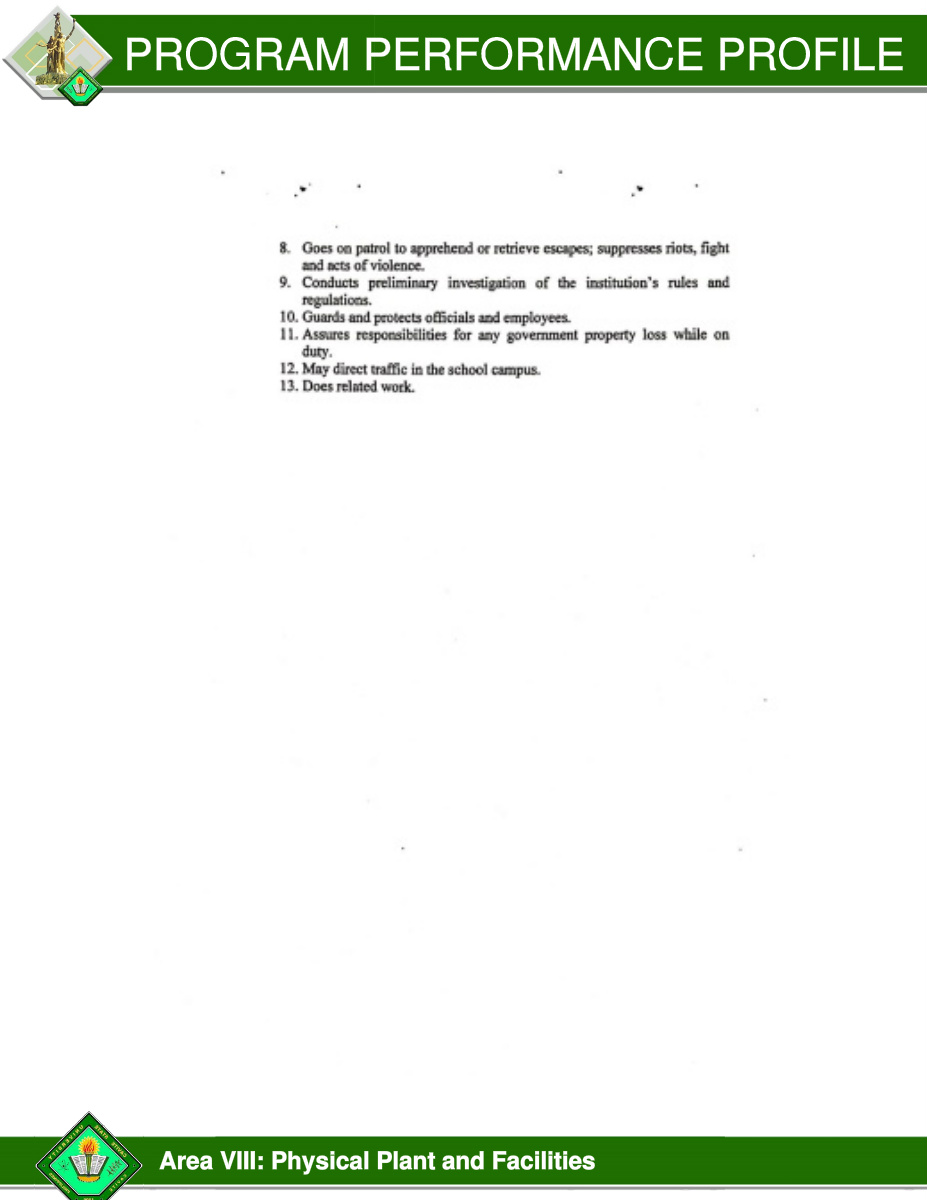 PROGRAM PERFORMANCE PROFILE
8. Goes on patrol to apprehend or retrieve escapes; suppresses riots, fight
and acts of violence.
9. Conducts preliminary investigation of the institution's rules and
regulations.
10. Guards and protects officials and employees.
11. Assures responsibilities for any government property loss while on
duty.
12. May direct traffic in the school campus.
13. Does related work.
Area VIII: Physical Plant and Facilities